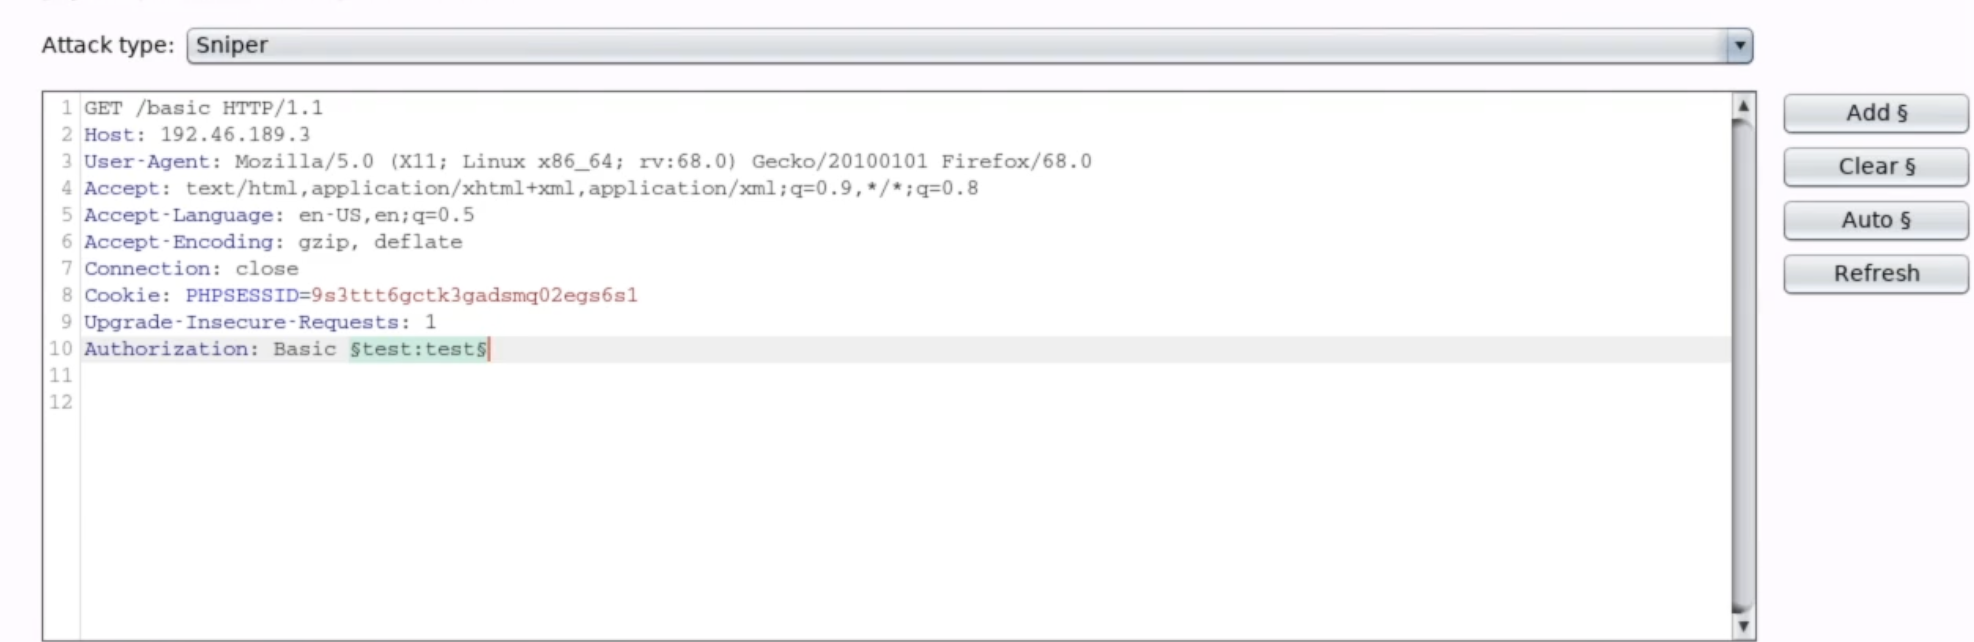 Attack type: Sniper
1 GET /basic HTTP/1.1
2 Host: 192.46.189.3
3 User-Agent: Mozilla/5.0 (X11; Linux x86_64; rv:68.0) Gecko/20100101 Firefox/68.0
4 Accept: text/html,application/xhtml+xml,application/xml;q=0.9,*/*;q=0.8
5 Accept-Language: en-US,en;q=0.5
6 Accept-Encoding: gzip, deflate
7 Connection: close
8 Cookie: PHPSESSID=9s3ttt6gctk3gadsmq02egs6s1
9 Upgrade-Insecure-Requests: 1
10 Authorization: Basic §test:test§
11
12
Add §
Clear §
Auto §
Refresh